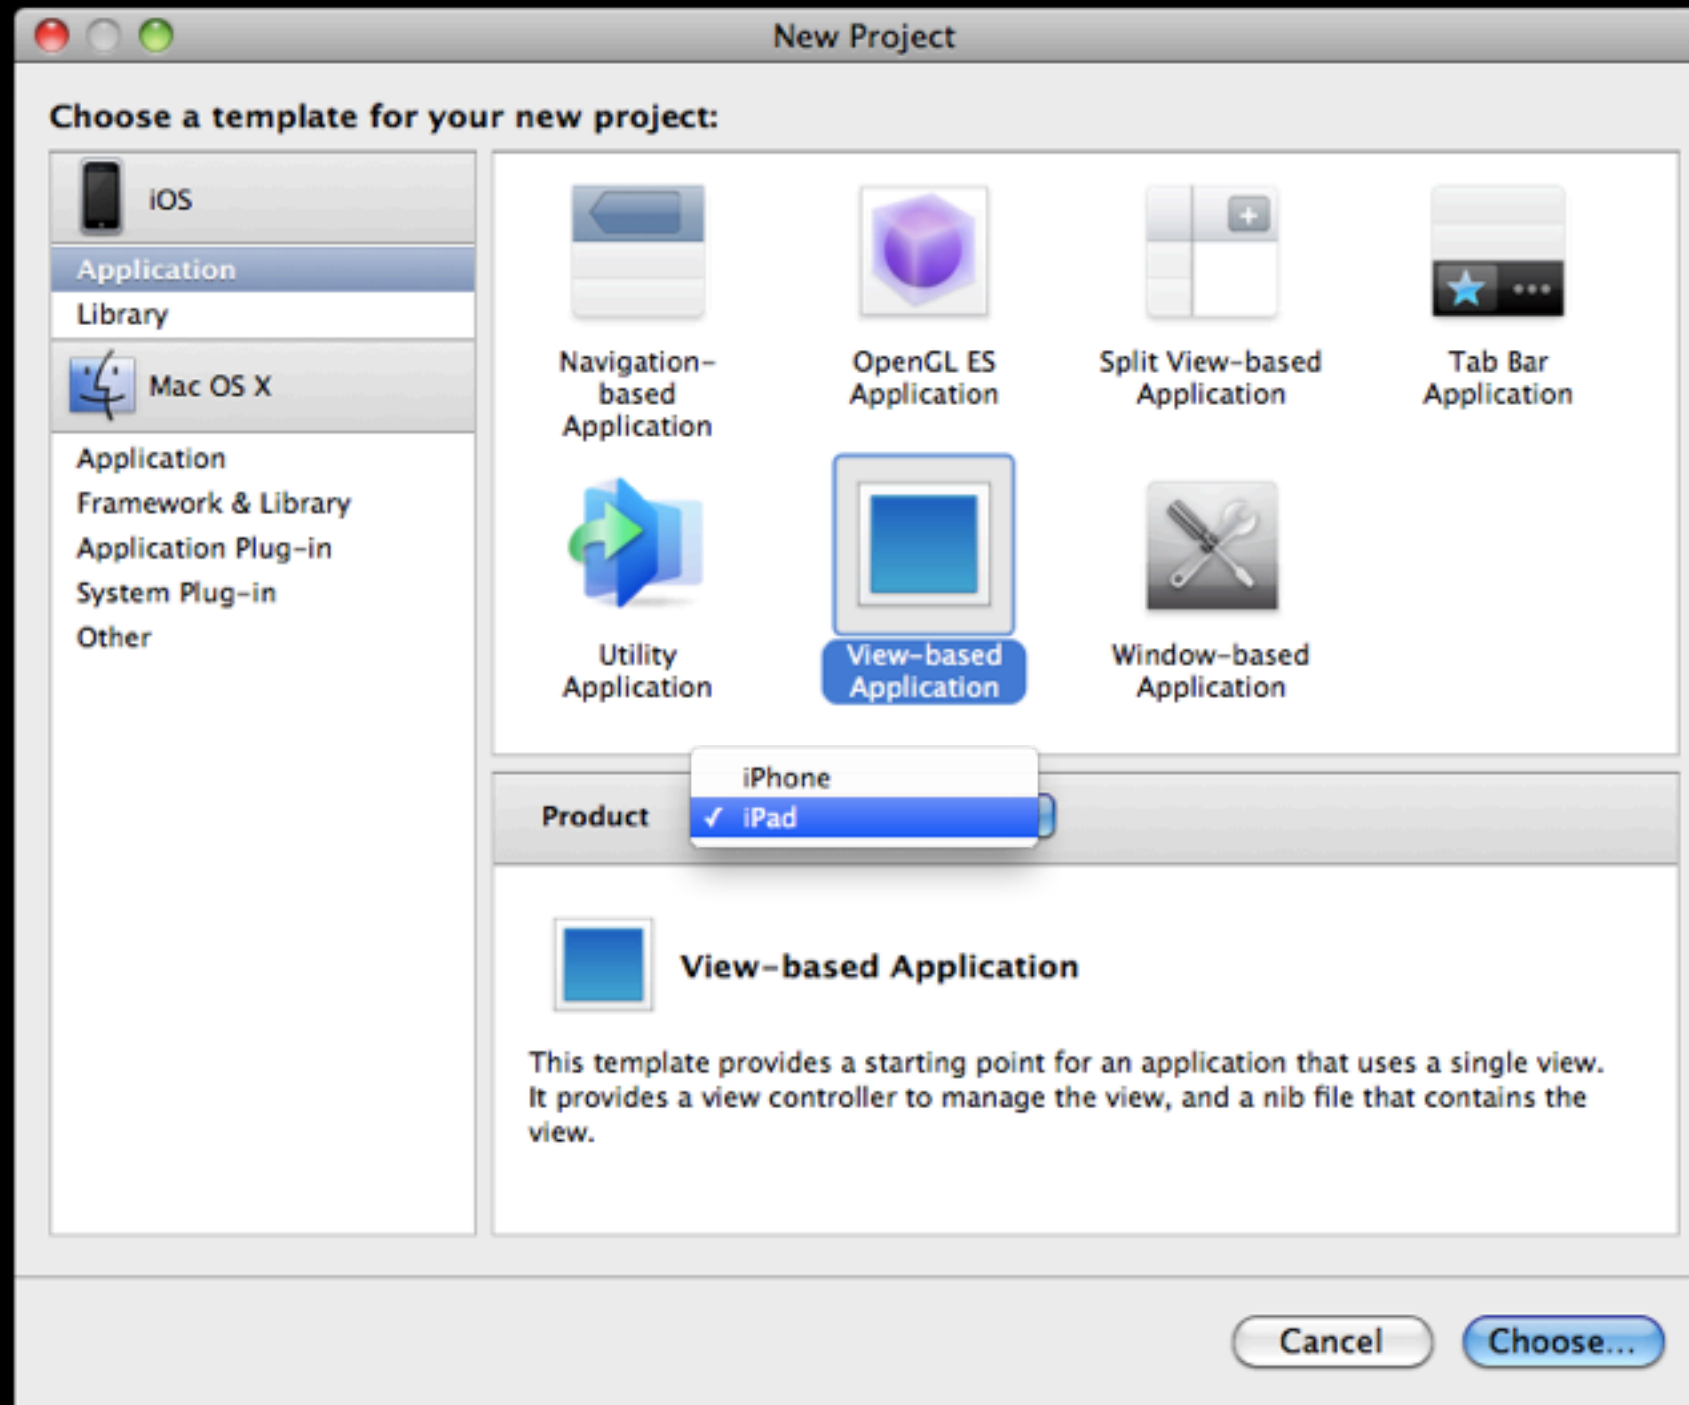 New Project
Choose a template for your new project:
iOS
Application
Library
Mac OS X
Application
Framework & Library
Application Plug-in
System Plug-in
Other
Navigation-
based
Application
OpenGL ES
Application
Split View-based
Application
Tab Bar
Application
Utility
Application
View-based
Application
Window-based
Application
Product
iPhone
✓ iPad
View-based Application
This template provides a starting point for an application that uses a single view.
It provides a view controller to manage the view, and a nib file that contains the
view.
Cancel
Choose...